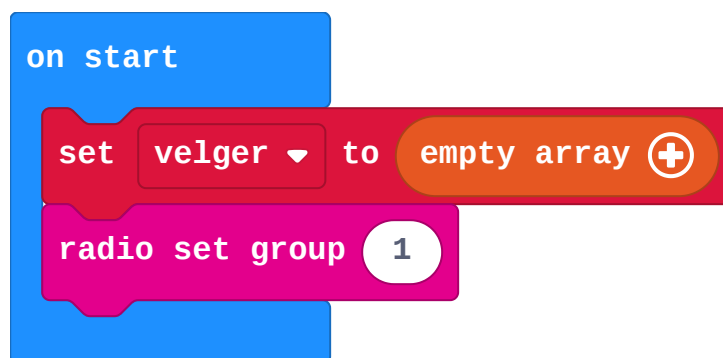 on start
set velger to empty array
radio set group 1